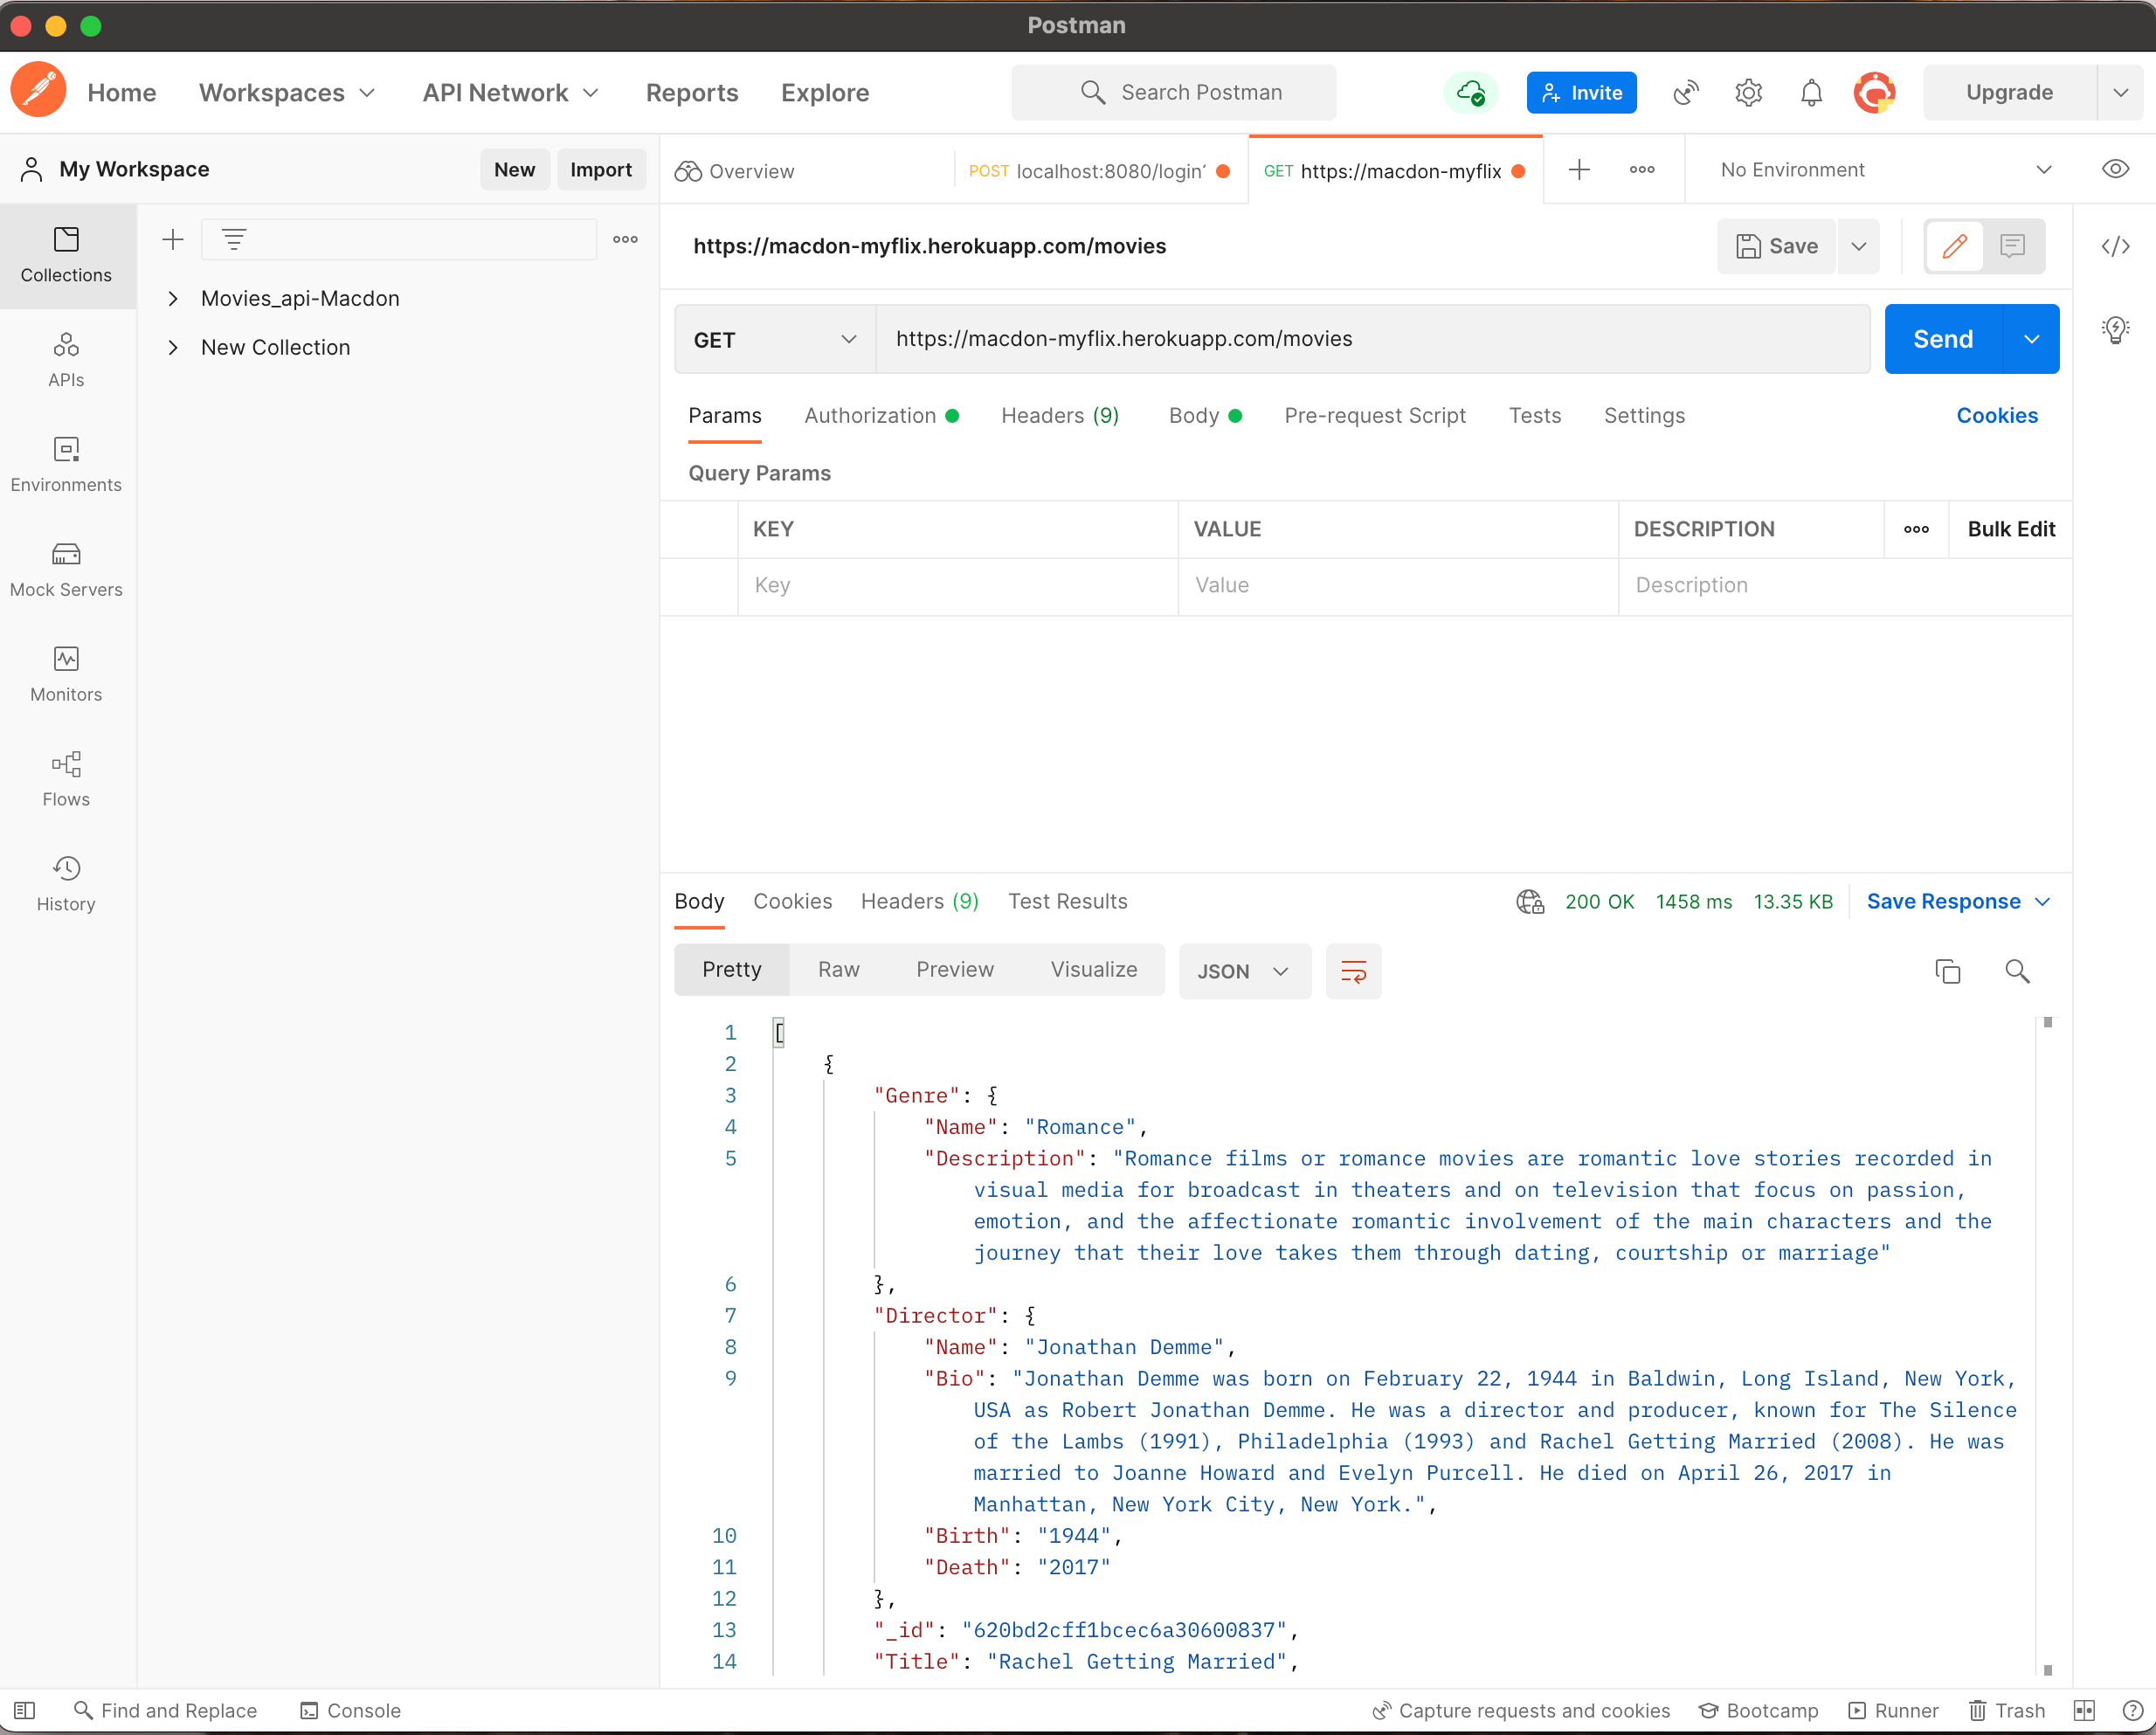 Postman
Home Workspaces API Network Reports Explore Search Postman Invite Upgrade
My Workspace New Import Overview POST localhost:8080/login GET https://macdon-myflix No Environment
Collections
Movies_api-Macdon
New Collection
APIs
Environments
Mock Servers
Monitors
Flows
History
https://macdon-myflix.herokuapp.com/movies Save
GET https://macdon-myflix.herokuapp.com/movies Send
Params Authorization Headers (9) Body Pre-request Script Tests Settings Cookies
Query Params
KEY VALUE DESCRIPTION Bulk Edit
Key Value Description
Body Cookies Headers (9) Test Results 200 OK 1458 ms 13.35 KB Save Response
Pretty Raw Preview Visualize JSON
1 [
2 {
3 "Genre": {
4 "Name": "Romance",
5 "Description": "Romance films or romance movies are romantic love stories recorded in
visual media for broadcast in theaters and on television that focus on passion,
emotion, and the affectionate romantic involvement of the main characters and the
journey that their love takes them through dating, courtship or marriage"
6 },
7 "Director": {
8 "Name": "Jonathan Demme",
9 "Bio": "Jonathan Demme was born on February 22, 1944 in Baldwin, Long Island, New York,
USA as Robert Jonathan Demme. He was a director and producer, known for The Silence
of the Lambs (1991), Philadelphia (1993) and Rachel Getting Married (2008). He was
married to Joanne Howard and Evelyn Purcell. He died on April 26, 2017 in
Manhattan, New York City, New York.",
10 "Birth": "1944",
11 "Death": "2017"
12 },
13 "_id": "620bd2cff1bcec6a30600837",
14 "Title": "Rachel Getting Married",
Find and Replace Console Capture requests and cookies Bootcamp Runner Trash